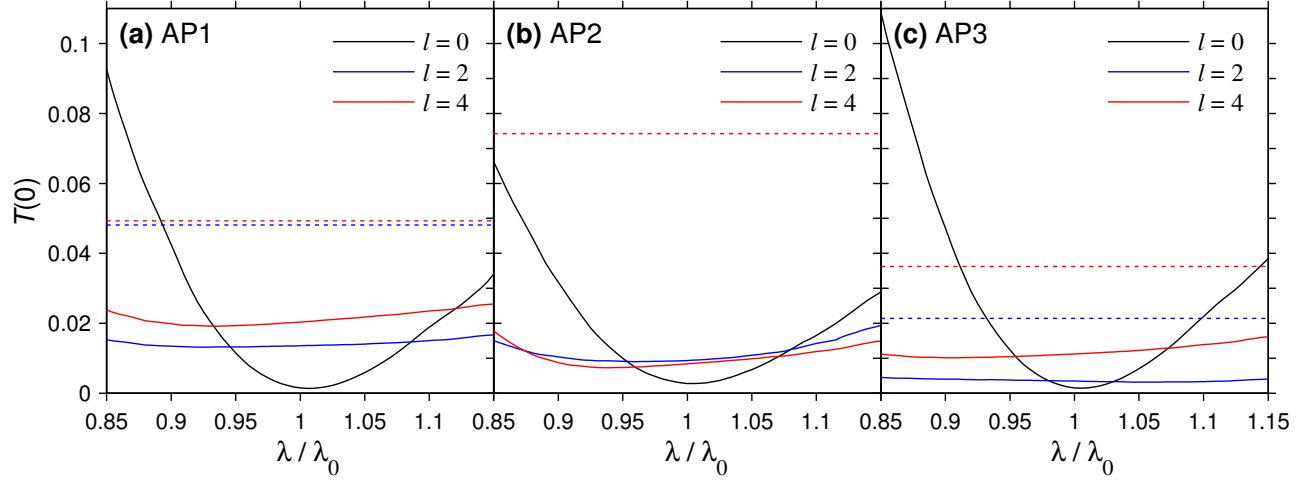 (a) AP1
l = 0
l = 2
l = 4
(b) AP2
l = 0
l = 2
l = 4
(c) AP3
l = 0
l = 2
l = 4
T(0)
0.1
0.08
0.06
0.04
0.02
0
0.85 0.9 0.95 1 1.05 1.1 0.85 0.9 0.95 1 1.05 1.1 0.85 0.9 0.95 1 1.05 1.1 1.15
λ / λ₀ λ / λ₀ λ / λ₀